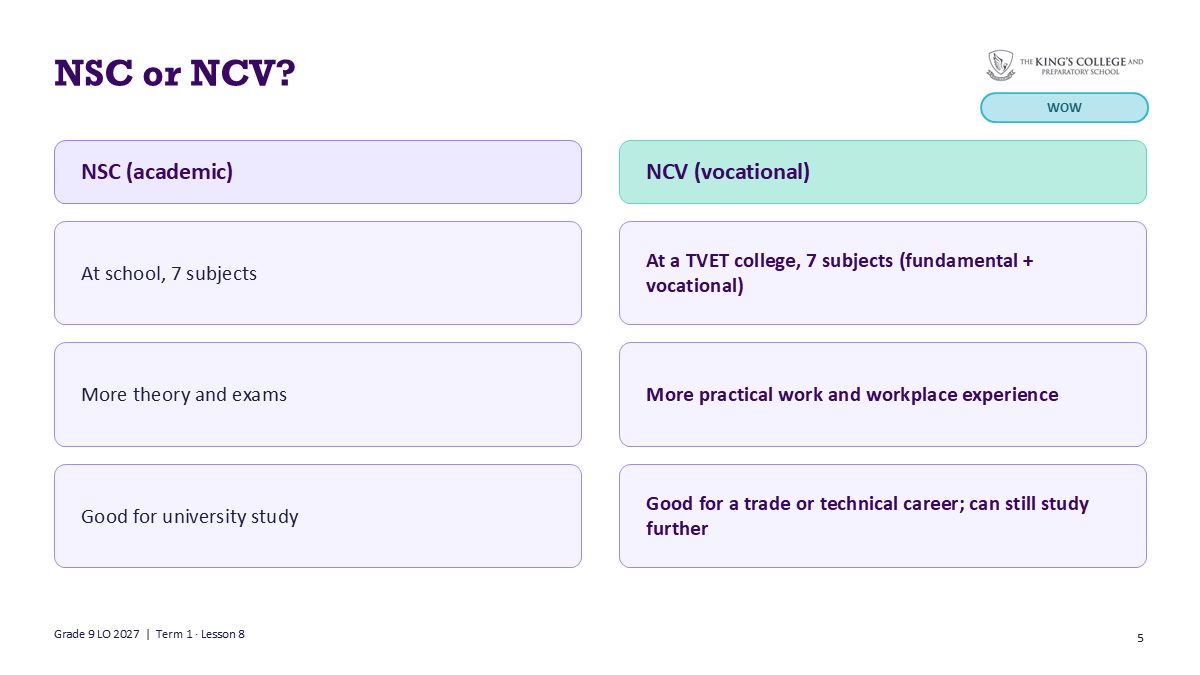 NSC or NCV?
THE KING'S COLLEGE AND
PREPARATORY SCHOOL
WOW
NSC (academic)
NCV (vocational)
At school, 7 subjects
At a TVET college, 7 subjects (fundamental +
vocational)
More theory and exams
More practical work and workplace experience
Good for university study
Good for a trade or technical career; can still study
further
Grade 9 LO 2027 | Term 1 · Lesson 8
5